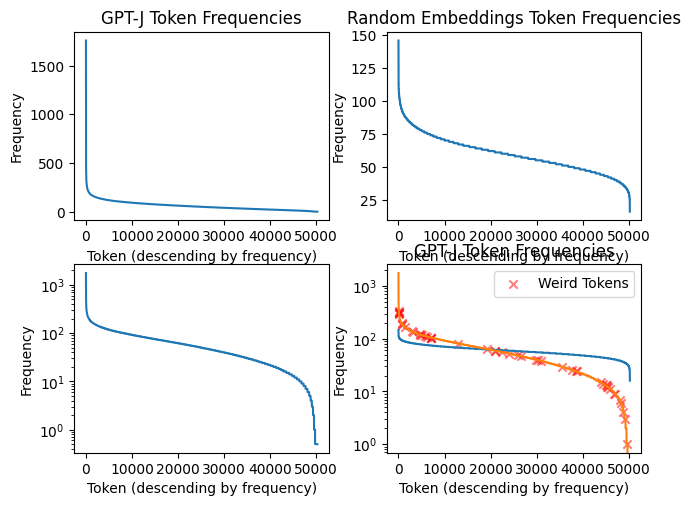 GPT-J Token Frequencies
Random Embeddings Token Frequencies
Frequency
1500
1000
500
0
0 10000 20000 30000 40000 50000
Token (descending by frequency)
Frequency
150
125
100
75
50
25
0 10000 20000 30000 40000 50000
Token (descending by frequency)
Frequency
10³
10²
10¹
10⁰
0 10000 20000 30000 40000 50000
Token (descending by frequency)
GPT-J Token Frequencies
Weird Tokens
Frequency
10³
10²
10¹
10⁰
0 10000 20000 30000 40000 50000
Token (descending by frequency)